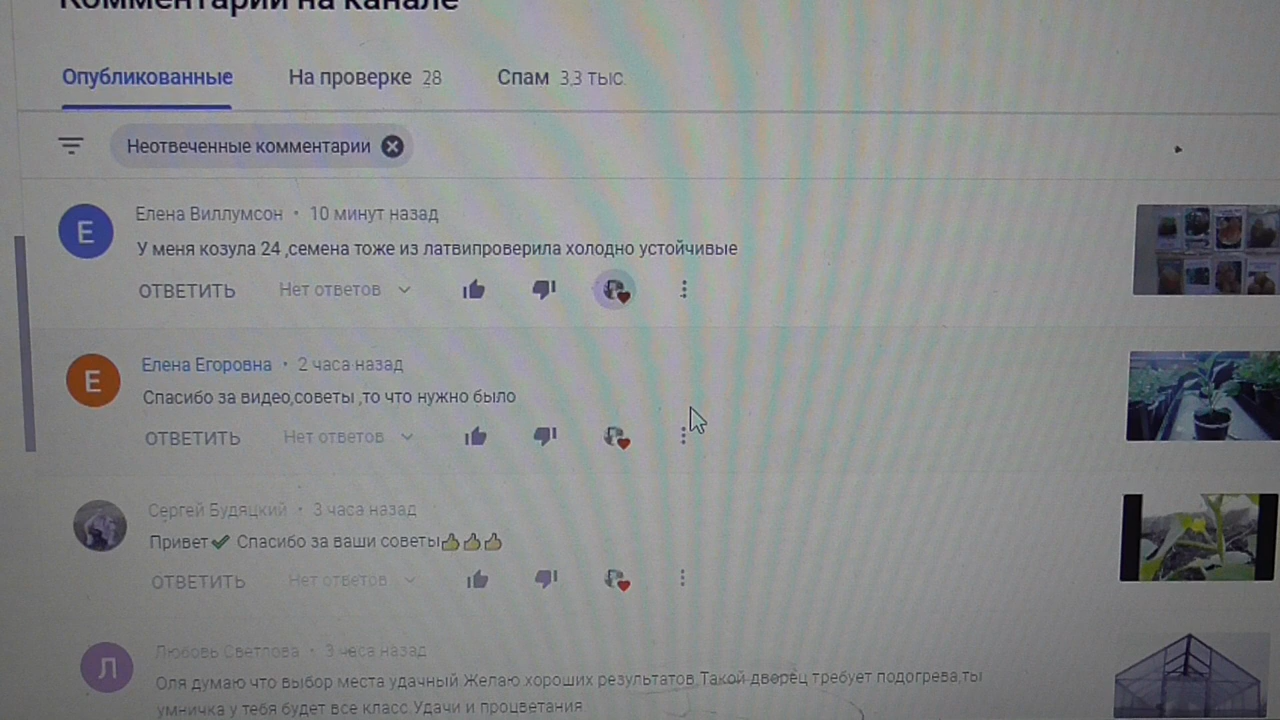 Комментарии на канале
Опубликованные На проверке 28 Спам 3,3 тыс.
Неотвеченные комментарии
Е Елена Виллумсон • 10 минут назад
У меня козула 24 ,семена тоже из латвипроверила холодно устойчивые
ОТВЕТИТЬ Нет ответов
Е Елена Егоровна • 2 часа назад
Спасибо за видео,советы ,то что нужно было
ОТВЕТИТЬ Нет ответов
Сергей Будяцкий • 3 часа назад
Привет✔ Спасибо за ваши советы👍👍👍
ОТВЕТИТЬ Нет ответов
Л Любовь Светлова • 3 часа назад
Оля думаю что выбор места удачный.Желаю хороших результатов.Такой дворец требует подогрева,ты
умничка у тебя будет все класс.Удачи и процветания